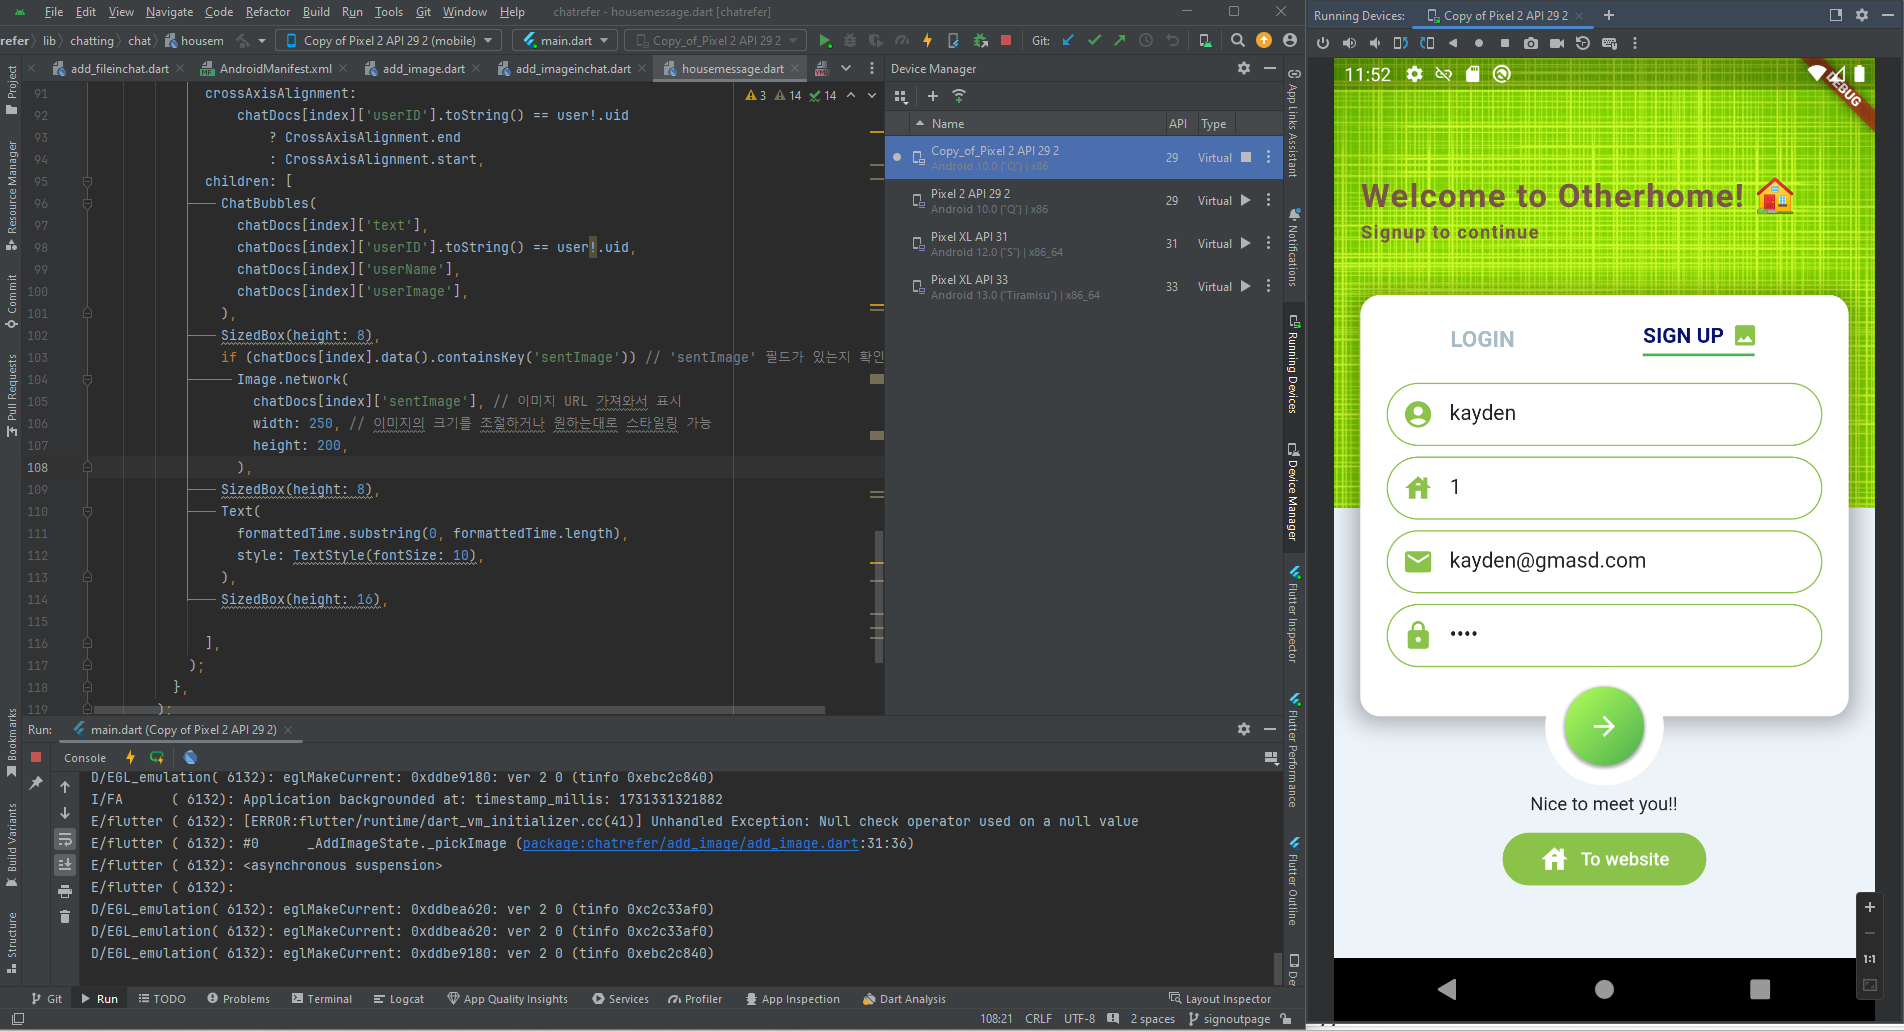 File Edit View Navigate Code Refactor Build Run Tools Git Window Help chatrefer - housemessage.dart [chatrefer]
refer lib chatting chat housem Copy of Pixel 2 API 29 2 (mobile) main.dart Copy_of_Pixel 2 API 29 2 Git:
add_fileinchat.dart AndroidManifest.xml add_image.dart add_imageinchat.dart housemessage.dart
3 14 14
91 crossAxisAlignment:
92 chatDocs[index]['userID'].toString() == user!.uid
93 ? CrossAxisAlignment.end
94 : CrossAxisAlignment.start,
95 children: [
96 ChatBubbles(
97 chatDocs[index]['text'],
98 chatDocs[index]['userID'].toString() == user!.uid,
99 chatDocs[index]['userName'],
100 chatDocs[index]['userImage'],
101 ),
102 SizedBox(height: 8),
103 if (chatDocs[index].data().containsKey('sentImage')) // 'sentImage' 필드가 있는지 확인
104 Image.network(
105 chatDocs[index]['sentImage'], // 이미지 URL 가져와서 표시
106 width: 250, // 이미지의 크기를 조절하거나 원하는대로 스타일링 가능
107 height: 200,
108 ),
109 SizedBox(height: 8),
110 Text(
111 formattedTime.substring(0, formattedTime.length),
112 style: TextStyle(fontSize: 10),
113 ),
114 SizedBox(height: 16),
115
116 ],
117 );
118 },
119 );
Project
Resource Manager
Commit
Pull Requests
Bookmarks
Build Variants
Structure
Device Manager
Name API Type
Copy_of_Pixel 2 API 29 2 29 Virtual
Android 10.0 ("Q") | x86
Pixel 2 API 29 2 29 Virtual
Android 10.0 ("Q") | x86
Pixel XL API 31 31 Virtual
Android 12.0 ("S") | x86_64
Pixel XL API 33 33 Virtual
Android 13.0 ("Tiramisu") | x86_64
App Links Assistant
Notifications
Running Devices
Device Manager
Flutter Inspector
Flutter Performance
Flutter Outline
De
Run: main.dart (Copy of Pixel 2 API 29 2)
Console
D/EGL_emulation( 6132): eglMakeCurrent: 0xddbe9180: ver 2 0 (tinfo 0xebc2c840)
I/FA ( 6132): Application backgrounded at: timestamp_millis: 1731331321882
E/flutter ( 6132): [ERROR:flutter/runtime/dart_vm_initializer.cc(41)] Unhandled Exception: Null check operator used on a null value
E/flutter ( 6132): #0 _AddImageState._pickImage (package:chatrefer/add_image/add_image.dart:31:36)
E/flutter ( 6132): <asynchronous suspension>
E/flutter ( 6132):
D/EGL_emulation( 6132): eglMakeCurrent: 0xddbea620: ver 2 0 (tinfo 0xc2c33af0)
D/EGL_emulation( 6132): eglMakeCurrent: 0xddbea620: ver 2 0 (tinfo 0xc2c33af0)
D/EGL_emulation( 6132): eglMakeCurrent: 0xddbe9180: ver 2 0 (tinfo 0xebc2c840)
Git Run TODO Problems Terminal Logcat App Quality Insights Services Profiler App Inspection Dart Analysis Layout Inspector
108:21 CRLF UTF-8 2 spaces signoutpage
Running Devices: Copy of Pixel 2 API 29 2
11:52
DEBUG
Welcome to Otherhome!
Signup to continue
LOGIN SIGN UP
kayden
1
kayden@gmasd.com
••••
Nice to meet you!!
To website
1:1